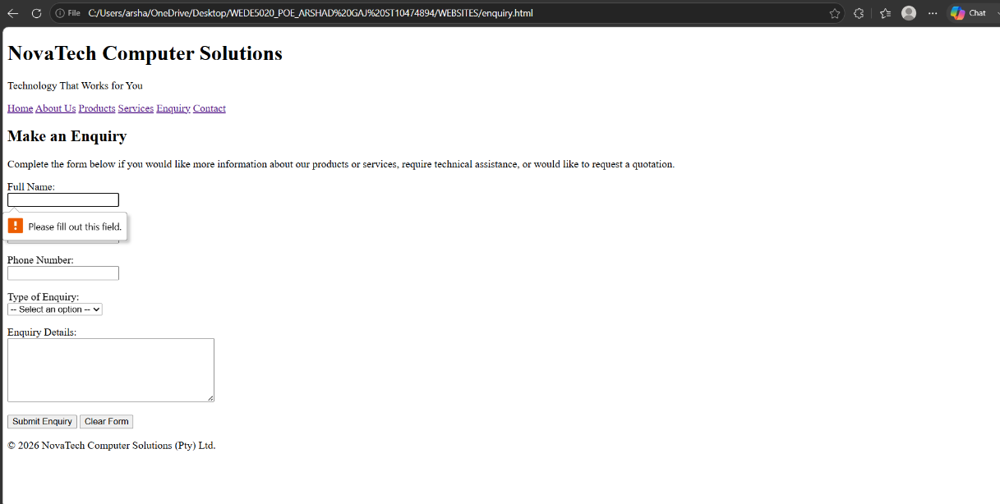 File C:/Users/arsha/OneDrive/Desktop/WEDE5020_POE_ARSHAD%20GAJ%20ST10474894/WEBSITES/enquiry.html
Chat
NovaTech Computer Solutions
Technology That Works for You
Home About Us Products Services Enquiry Contact
Make an Enquiry
Complete the form below if you would like more information about our products or services, require technical assistance, or would like to request a quotation.
Full Name:
Please fill out this field.
Phone Number:
Type of Enquiry:
-- Select an option --
Enquiry Details:
Submit Enquiry Clear Form
© 2026 NovaTech Computer Solutions (Pty) Ltd.